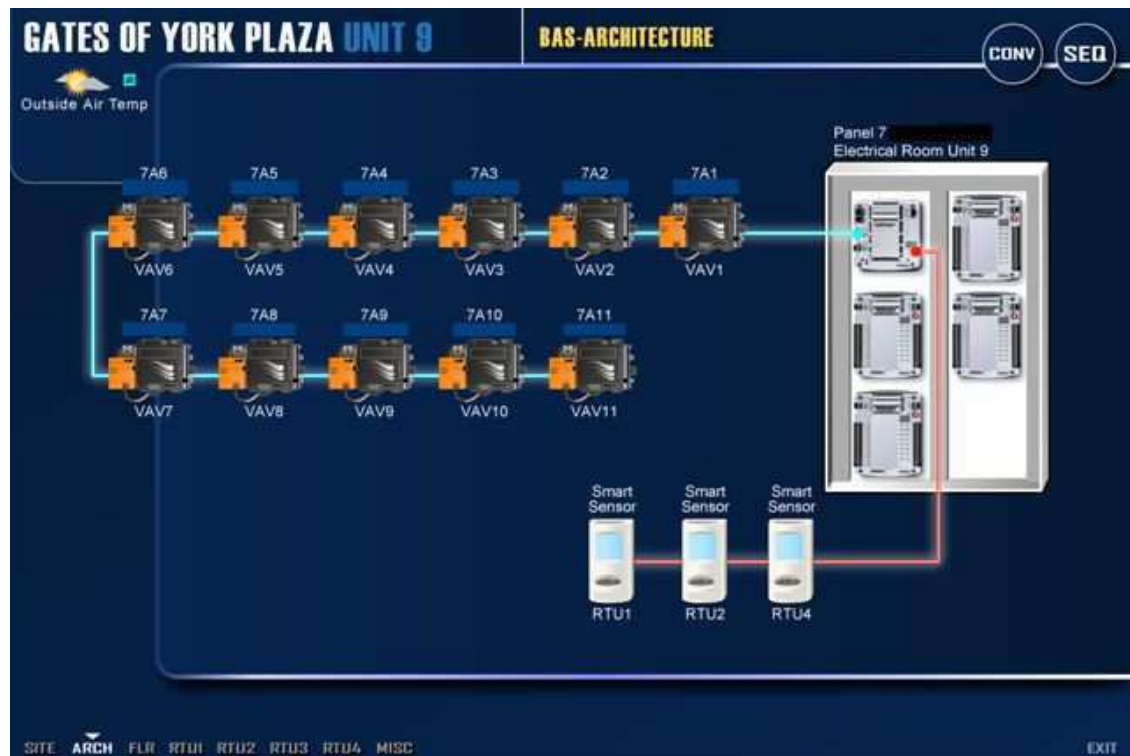 GATES OF YORK PLAZA UNIT 9
BAS-ARCHITECTURE
CONV
SEQ
Outside Air Temp
Panel 7
Electrical Room Unit 9
7A6 7A5 7A4 7A3 7A2 7A1
VAV6 VAV5 VAV4 VAV3 VAV2 VAV1
7A7 7A8 7A9 7A10 7A11
VAV7 VAV8 VAV9 VAV10 VAV11
Smart Smart Smart
Sensor Sensor Sensor
RTU1 RTU2 RTU4
SITE ARCH FLR RTU1 RTU2 RTU3 RTU4 MISC EXIT